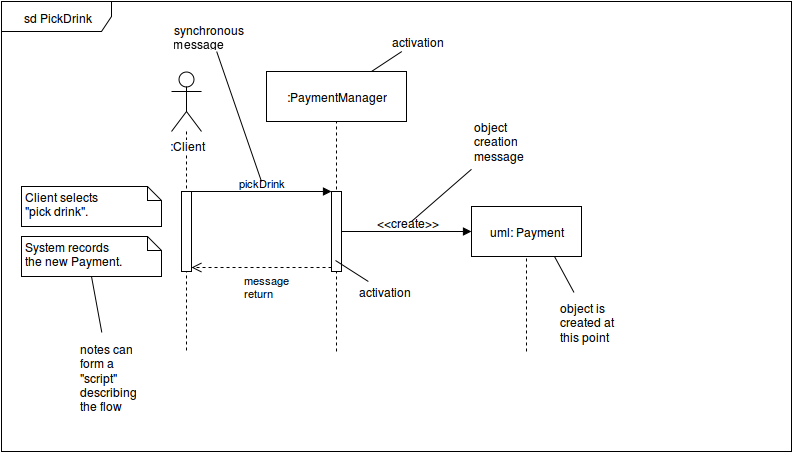 sd PickDrink
synchronous
message
activation
:PaymentManager
:Client
object
creation
message
pickDrink
Client selects
"pick drink".
<<create>>
uml: Payment
System records
the new Payment.
message
return
activation
object is
created at
this point
notes can
form a
"script"
describing
the flow